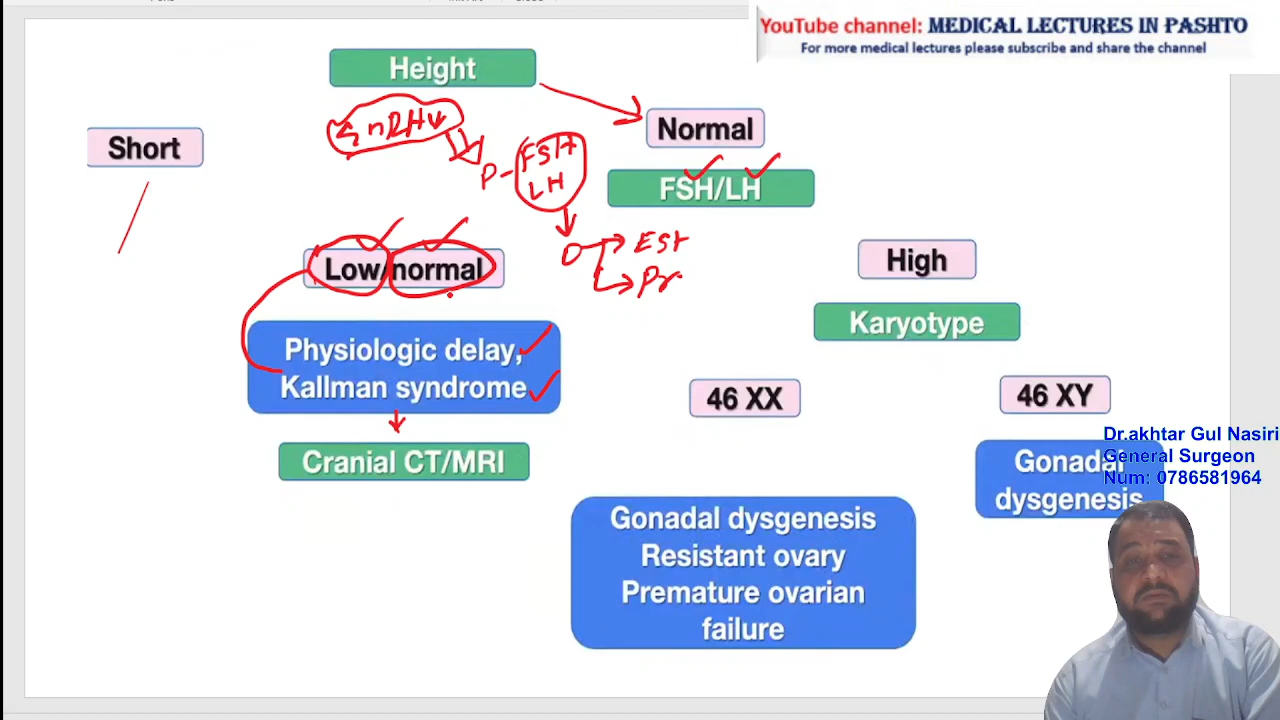 YouTube channel: MEDICAL LECTURES IN PASHTO
For more medical lectures please subscribe and share the channel
Height
Short
GnRH
Normal
P - FSH
LH
FSH/LH
O
Est
Pr
Low/normal
High
Physiologic delay,
Kallman syndrome
Karyotype
Cranial CT/MRI
46 XX
46 XY
Dr.akhtar Gul Nasiri
General Surgeon
Num: 0786581964
Gonadal
dysgenesis
Gonadal dysgenesis
Resistant ovary
Premature ovarian
failure